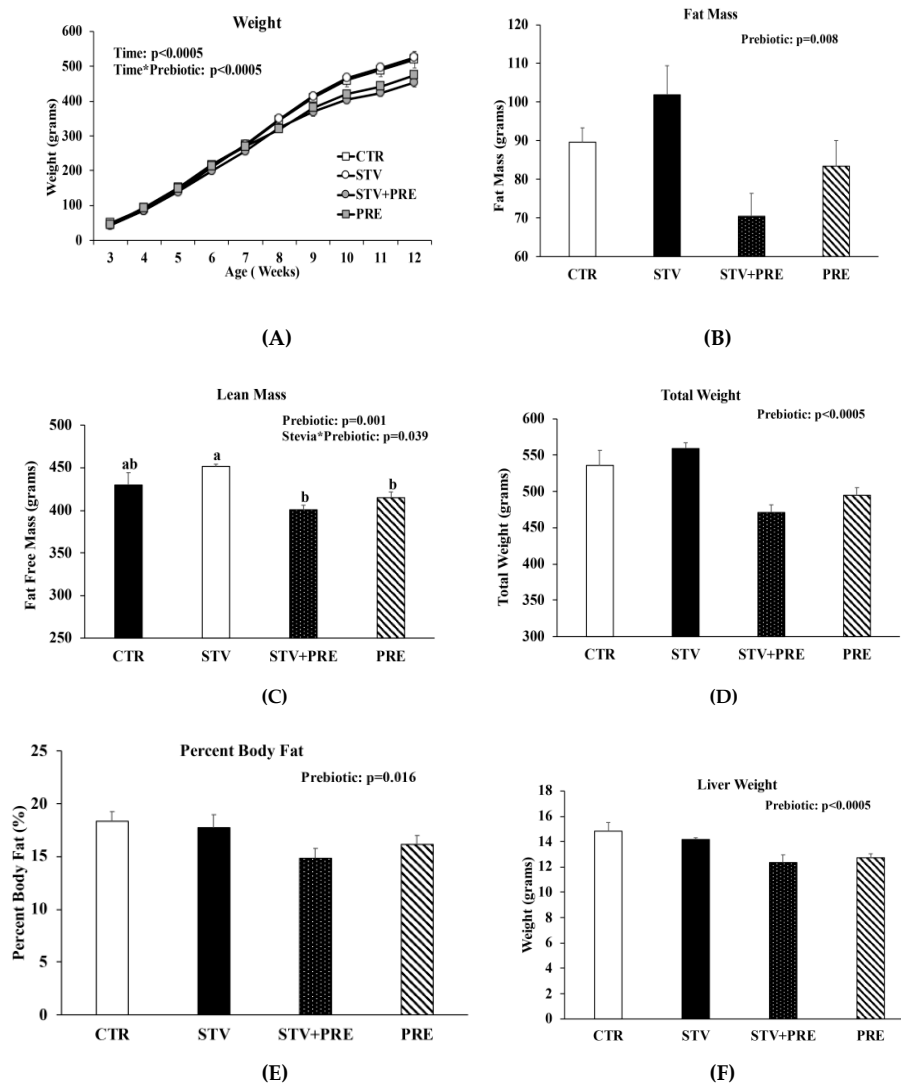 Weight
Time: p<0.0005
Time*Prebiotic: p<0.0005
Weight (grams)
600
500
400
300
200
100
0
CTR
STV
STV+PRE
PRE
3 4 5 6 7 8 9 10 11 12
Age ( Weeks)
(A)
Fat Mass
Prebiotic: p=0.008
Fat Mass (grams)
120
110
100
90
80
70
60
CTR STV STV+PRE PRE
(B)
Lean Mass
Prebiotic: p=0.001
Stevia*Prebiotic: p=0.039
Fat Free Mass (grams)
500
450
400
350
300
250
ab a b b
CTR STV STV+PRE PRE
(C)
Total Weight
Prebiotic: p<0.0005
Total Weight (grams)
600
550
500
450
400
350
300
CTR STV STV+PRE PRE
(D)
Percent Body Fat
Prebiotic: p=0.016
Percent Body Fat (%)
25
20
15
10
5
0
CTR STV STV+PRE PRE
(E)
Liver Weight
Prebiotic: p<0.0005
Weight (grams)
18
16
14
12
10
8
6
4
2
0
CTR STV STV+PRE PRE
(F)